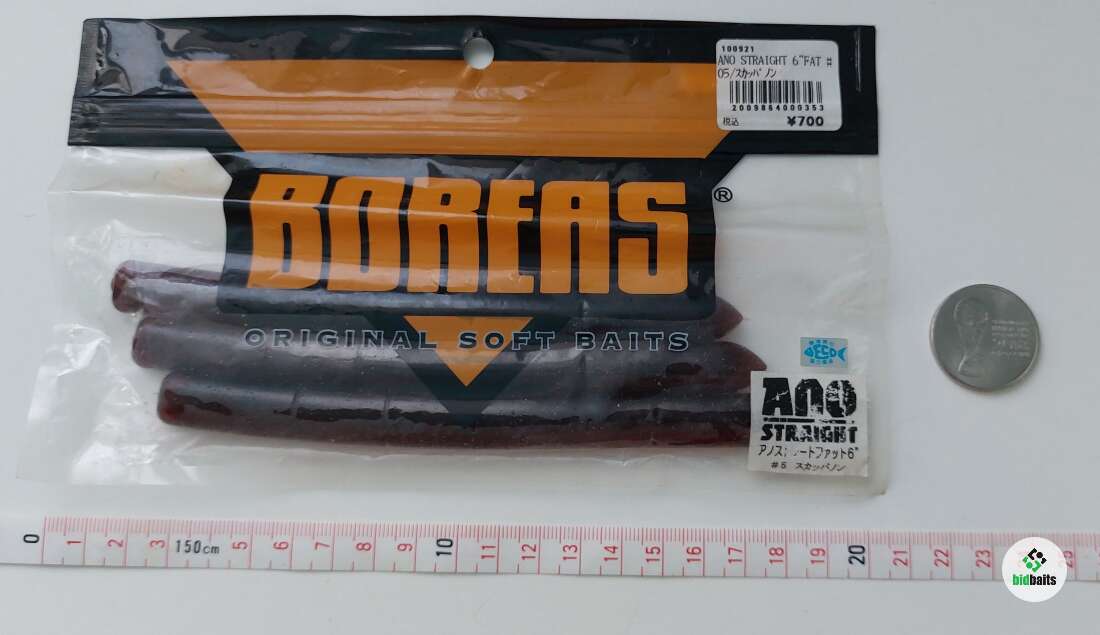 100921
ANO STRAIGHT 6"FAT #
05/スカッパノン
2009864009353
税込 ¥700
BOREAS®
ORIGINAL SOFT BAITS
ECO
ANO
STRAIGHT
アノストレートファット6"
#5 スカッパノン
0 1 2 3 150cm 5 6 7 8 9 10 11 12 13 14 15 16 17 18 19 20 21 22 23
bidbaits